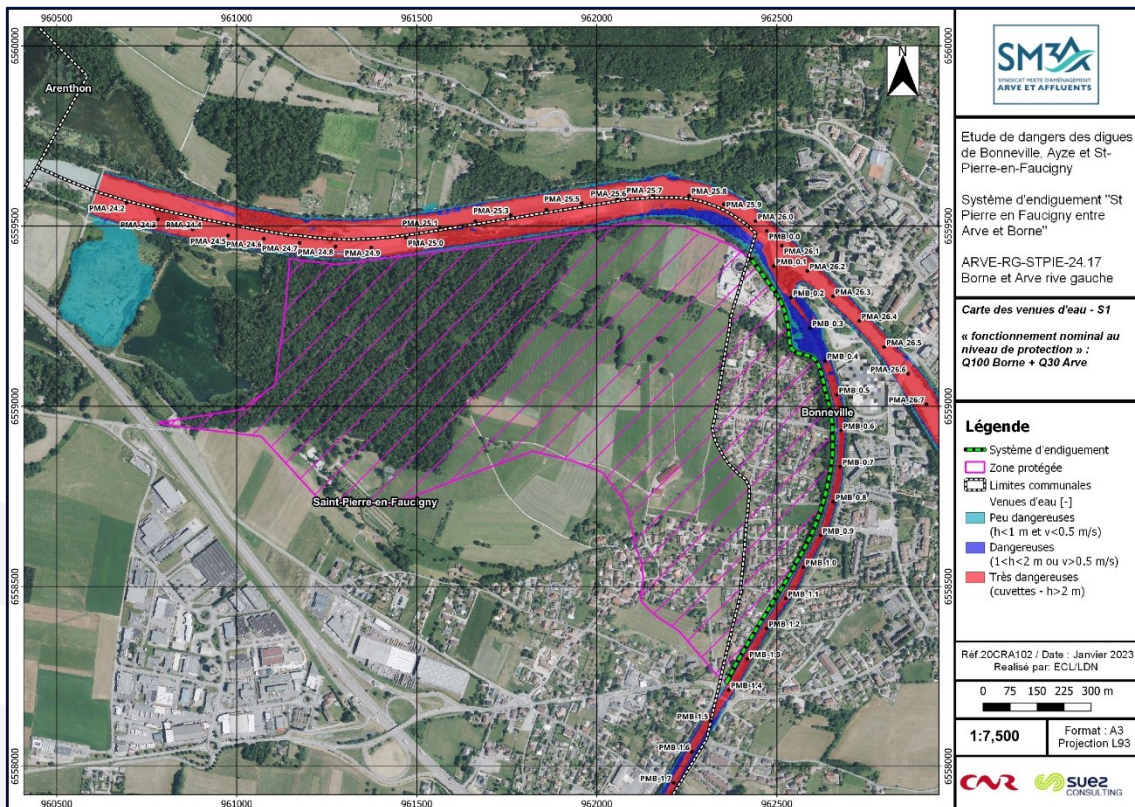 960500
961000
961500
962000
962500
6560000
6559500
6559000
6558500
6558000
6560000
6559500
6559000
6558500
6558000
960500
961000
961500
962000
962500
N
Arenthon
Bonneville
Saint-Pierre-en-Faucigny
PMA-24.2
PMA-24.3
PMA-24.4
PMA-24.5
PMA-24.6
PMA-24.7
PMA-24.8
PMA-24.9
PMA-25.0
PMA-25.1
PMA-25.3
PMA-25.5
PMA-25.6
PMA-25.7
PMA-25.8
PMA-25.9
PMA-26.0
PMA-26.1
PMA-26.2
PMA-26.3
PMA-26.4
PMA-26.5
PMA-26.6
PMA-26.7
PMB-0.0
PMB-0.1
PMB-0.2
PMB-0.3
PMB-0.4
PMB-0.5
PMB-0.6
PMB-0.7
PMB-0.8
PMB-0.9
PMB-1.0
PMB-1.1
PMB-1.2
PMB-1.3
PMB-1.4
PMB-1.5
PMB-1.6
PMB-1.7
SM3A
SYNDICAT MIXTE D'AMÉNAGEMENT
ARVE ET AFFLUENTS
Etude de dangers des digues
de Bonneville, Ayze et St-
Pierre-en-Faucigny
Système d'endiguement "St
Pierre en Faucigny entre
Arve et Borne"
ARVE-RG-STPIE-24.17
Borne et Arve rive gauche
Carte des venues d'eau - S1
« fonctionnement nominal au
niveau de protection » :
Q100 Borne + Q30 Arve
Légende
Système d'endiguement
Zone protégée
Limites communales
Venues d'eau [-]
Peu dangereuses
(h<1 m et v<0.5 m/s)
Dangereuses
(1<h<2 m ou v>0.5 m/s)
Très dangereuses
(cuvettes - h>2 m)
Réf.20CRA102 / Date : Janvier 2023
Realisé par: ECL/LDN
0 75 150 225 300 m
1:7,500
Format : A3
Projection L93
CNR
suez
CONSULTING